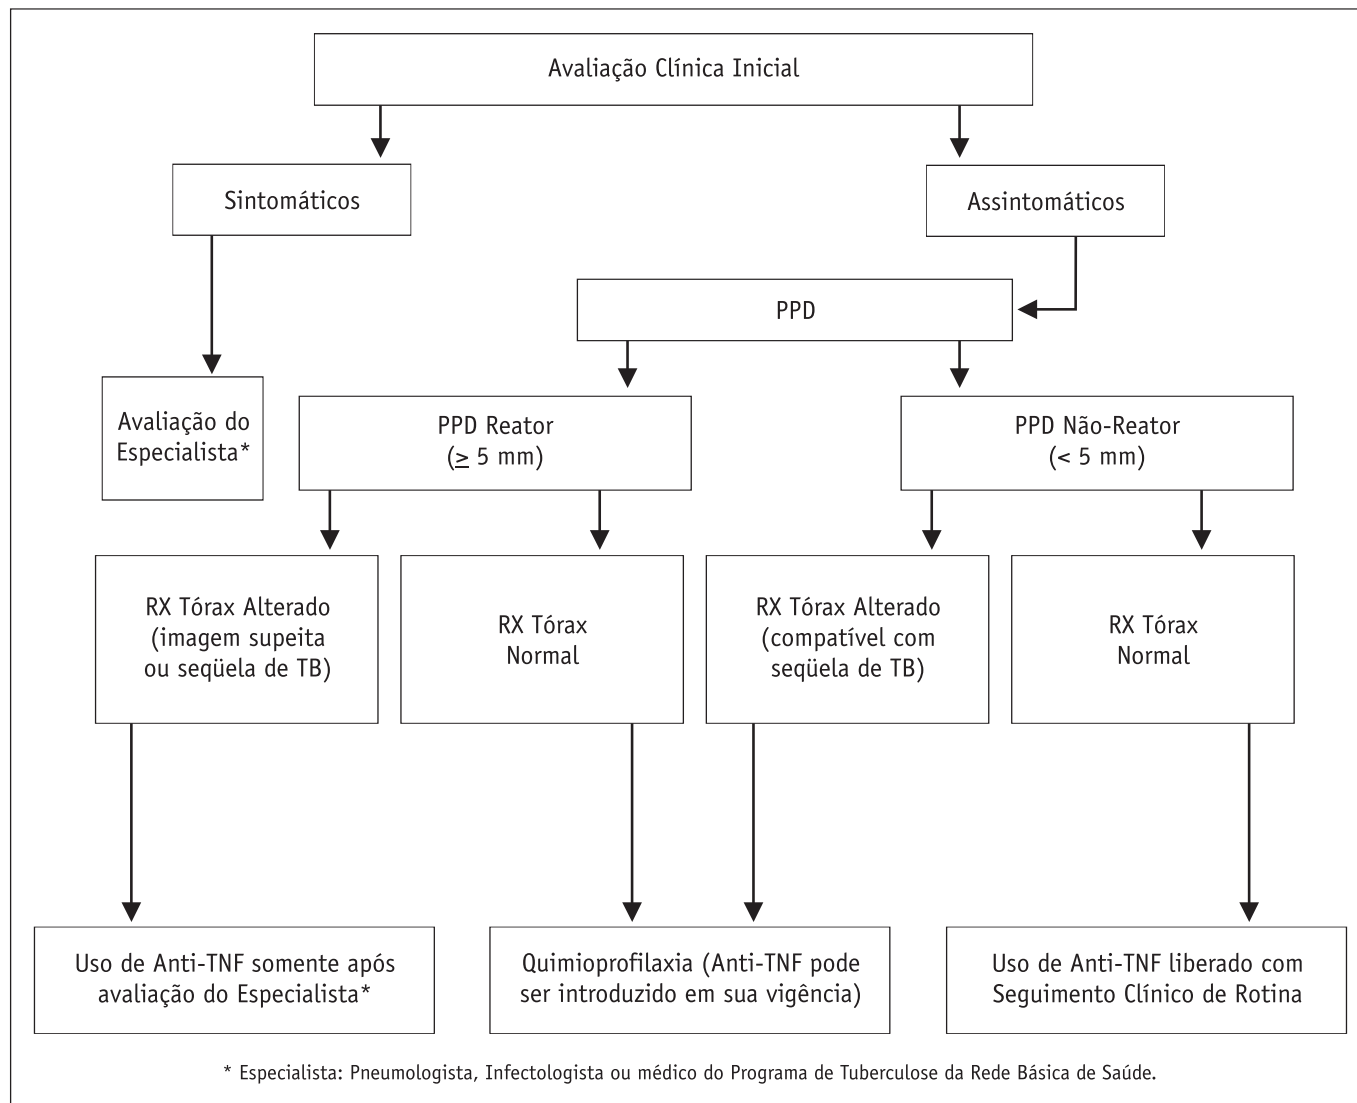 Avaliação Clínica Inicial
Sintomáticos
Assintomáticos
PPD
Avaliação do
Especialista*
PPD Reator
(≥ 5 mm)
PPD Não-Reator
(< 5 mm)
RX Tórax Alterado
(imagem supeita
ou seqüela de TB)
RX Tórax
Normal
RX Tórax Alterado
(compatível com
seqüela de TB)
RX Tórax
Normal
Uso de Anti-TNF somente após
avaliação do Especialista*
Quimioprofilaxia (Anti-TNF pode
ser introduzido em sua vigência)
Uso de Anti-TNF liberado com
Seguimento Clínico de Rotina
* Especialista: Pneumologista, Infectologista ou médico do Programa de Tuberculose da Rede Básica de Saúde.